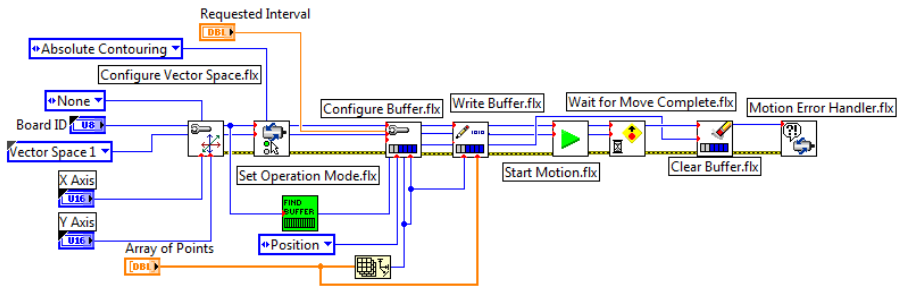 Requested Interval
DBL
Absolute Contouring
Configure Vector Space.flx
None
Board ID
U8
Vector Space 1
Configure Buffer.flx
Write Buffer.flx
Wait for Move Complete.flx
Motion Error Handler.flx
1010
?!
X Axis
U16
Set Operation Mode.flx
Start Motion.flx
Clear Buffer.flx
FIND
BUFFER
Y Axis
U16
Position
Array of Points
[DBL]